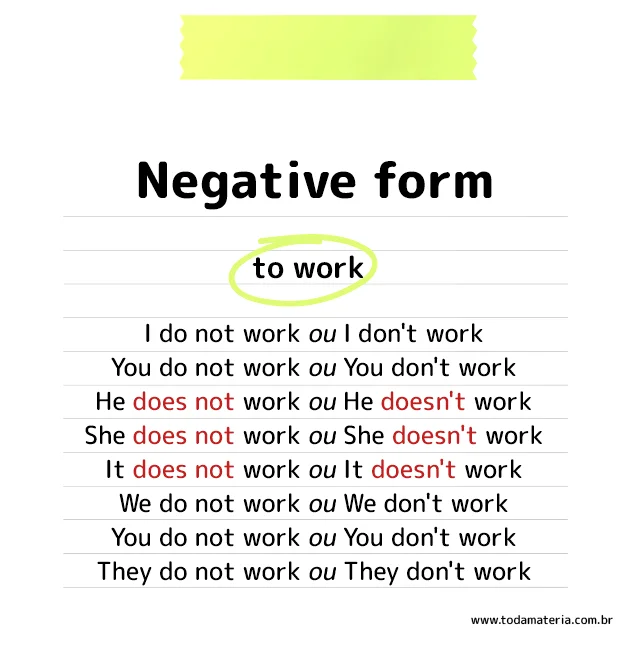 Negative form
to work
I do not work ou I don't work
You do not work ou You don't work
He does not work ou He doesn't work
She does not work ou She doesn't work
It does not work ou It doesn't work
We do not work ou We don't work
You do not work ou You don't work
They do not work ou They don't work
www.todamateria.com.br